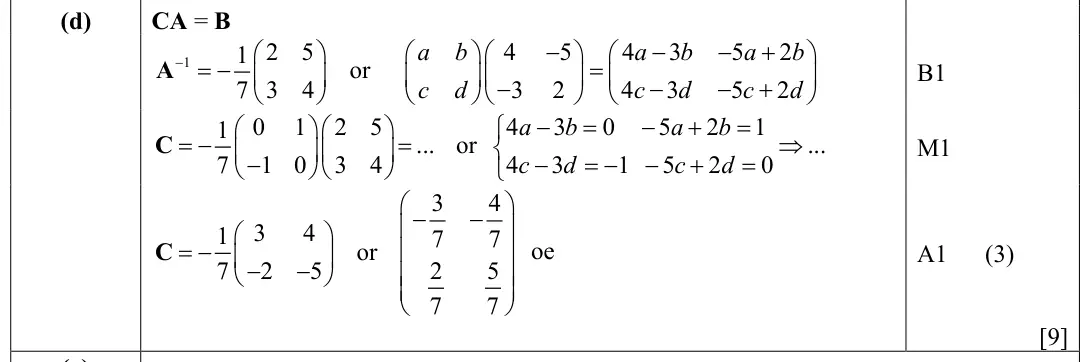 (d) CA = B
A⁻¹ = −1/7 (2 5; 3 4) or (a b; c d)(4 −5; −3 2) = (4a−3b −5a+2b; 4c−3d −5c+2d) B1
C = −1/7 (0 1; −1 0)(2 5; 3 4) = ... or {4a−3b=0 −5a+2b=1; 4c−3d=−1 −5c+2d=0 ⇒ ... M1
C = −1/7 (3 4; −2 −5) or (−3/7 −4/7; 2/7 5/7) oe A1 (3)
[9]